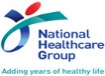 National
Healthcare
Group
Adding years of healthy life